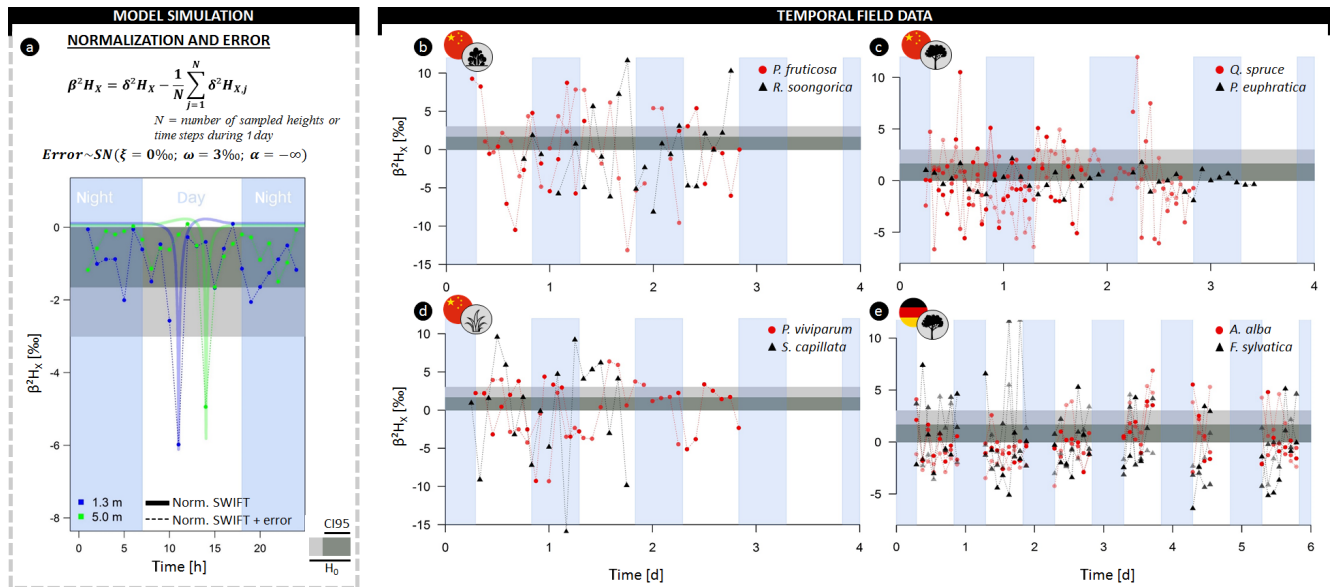 MODEL SIMULATION
a
NORMALIZATION AND ERROR
β²H_X = δ²H_X − 1/N ∑_{j=1}^{N} δ²H_{X,j}
N = number of sampled heights or
time steps during 1 day
Error~SN(ξ = 0‰; ω = 3‰; α = −∞)
Night
Day
Night
β²H_X [‰]
0
-2
-4
-6
-8
1.3 m
5.0 m
Norm. SWIFT
Norm. SWIFT + error
0
5
10
15
20
Time [h]
CI95
H₀
TEMPORAL FIELD DATA
b
P. fruticosa
R. soongorica
β²H_X [‰]
10
5
0
-5
-10
-15
0
1
2
3
4
c
Q. spruce
P. euphratica
10
5
0
-5
0
1
2
3
4
d
P. viviparum
S. capillata
β²H_X [‰]
10
5
0
-5
-10
-15
0
1
2
3
4
Time [d]
e
A. alba
F. sylvatica
10
5
0
-5
0
1
2
3
4
5
6
Time [d]